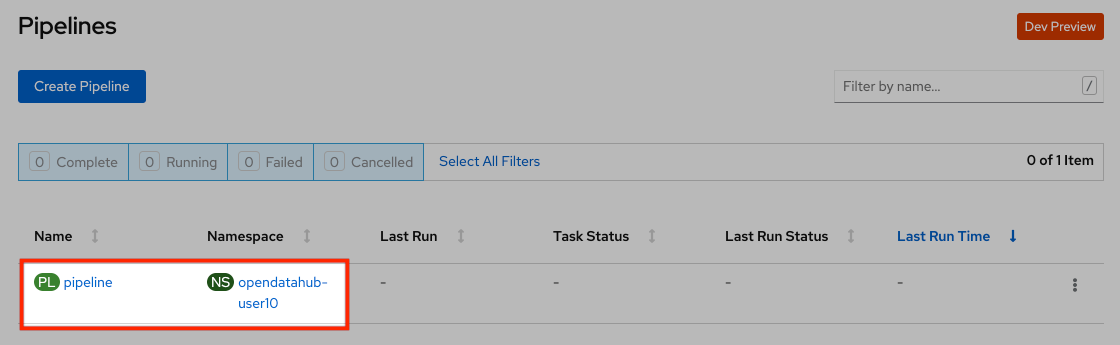 Pipelines
Dev Preview
Create Pipeline
Filter by name...
/
0 Complete 0 Running 0 Failed 0 Cancelled Select All Filters 0 of 1 Item
Name Namespace Last Run Task Status Last Run Status Last Run Time
PL pipeline NS opendatahub-user10 - - - -